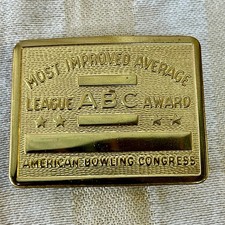 MOST IMPROVED AVERAGE
LEAGUE ABC AWARD
AMERICAN BOWLING CONGRESS